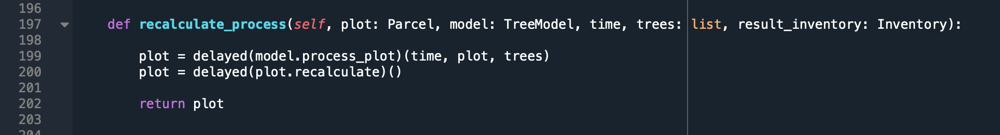 196
197 def recalculate_process(self, plot: Parcel, model: TreeModel, time, trees: list, result_inventory: Inventory):
198
199 plot = delayed(model.process_plot)(time, plot, trees)
200 plot = delayed(plot.recalculate)()
201
202 return plot
203
204